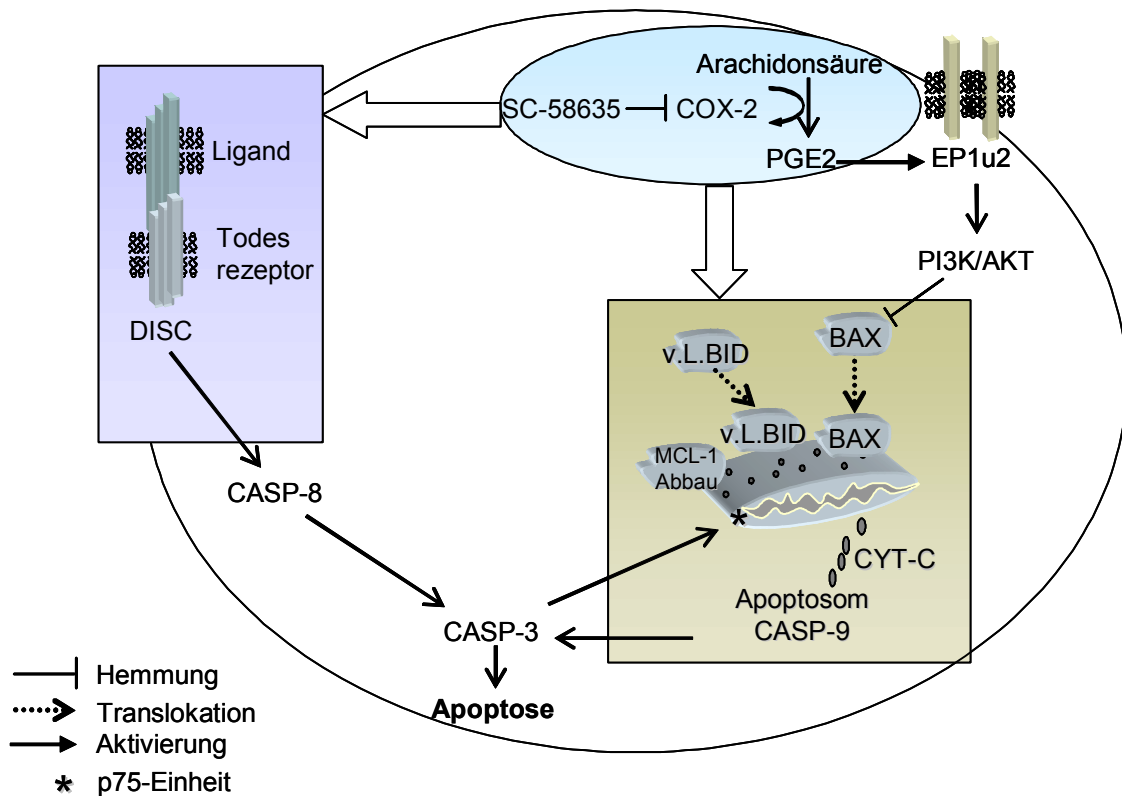 Arachidonsäure
SC-58635
COX-2
PGE2
EP1u2
PI3K/AKT
Ligand
Todes
rezeptor
DISC
CASP-8
CASP-3
Apoptose
v.L.BID
BAX
v.L.BID
BAX
MCL-1
Abbau
*
CYT-C
Apoptosom
CASP-9
Hemmung
Translokation
Aktivierung
* p75-Einheit